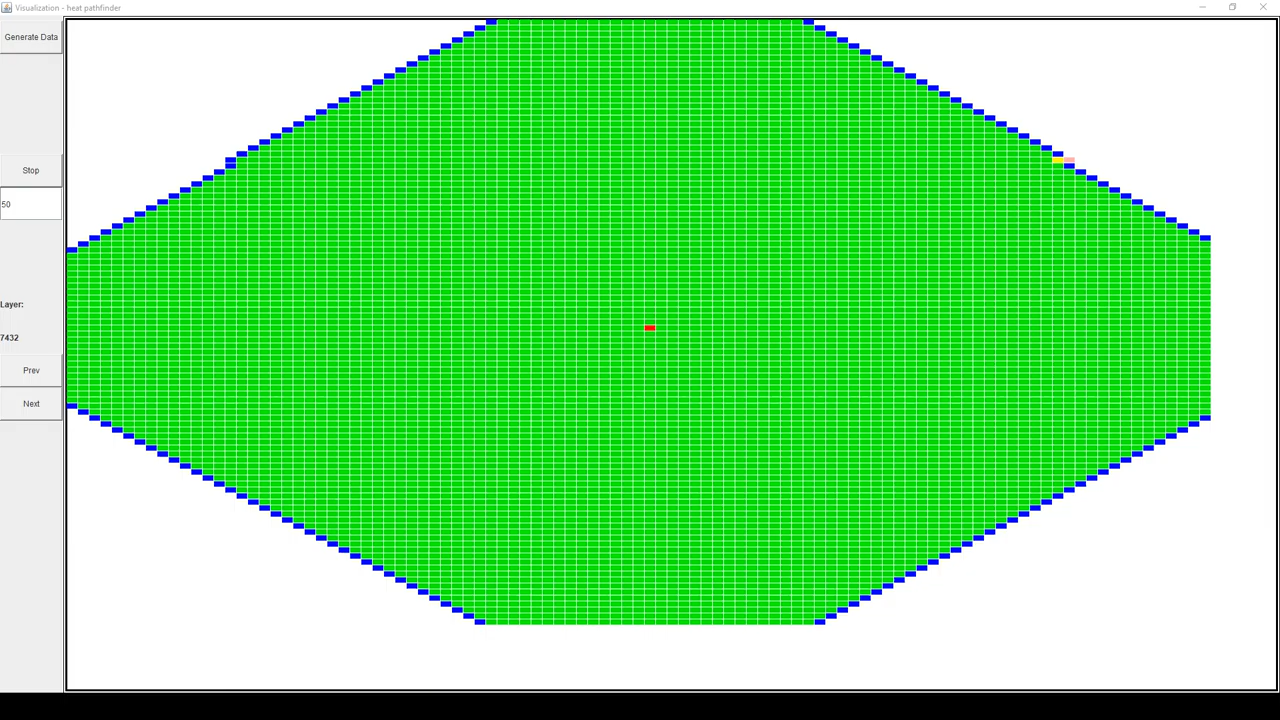 Visualization - heat pathfinder
Generate Data
Stop
50
Layer:
7432
Prev
Next